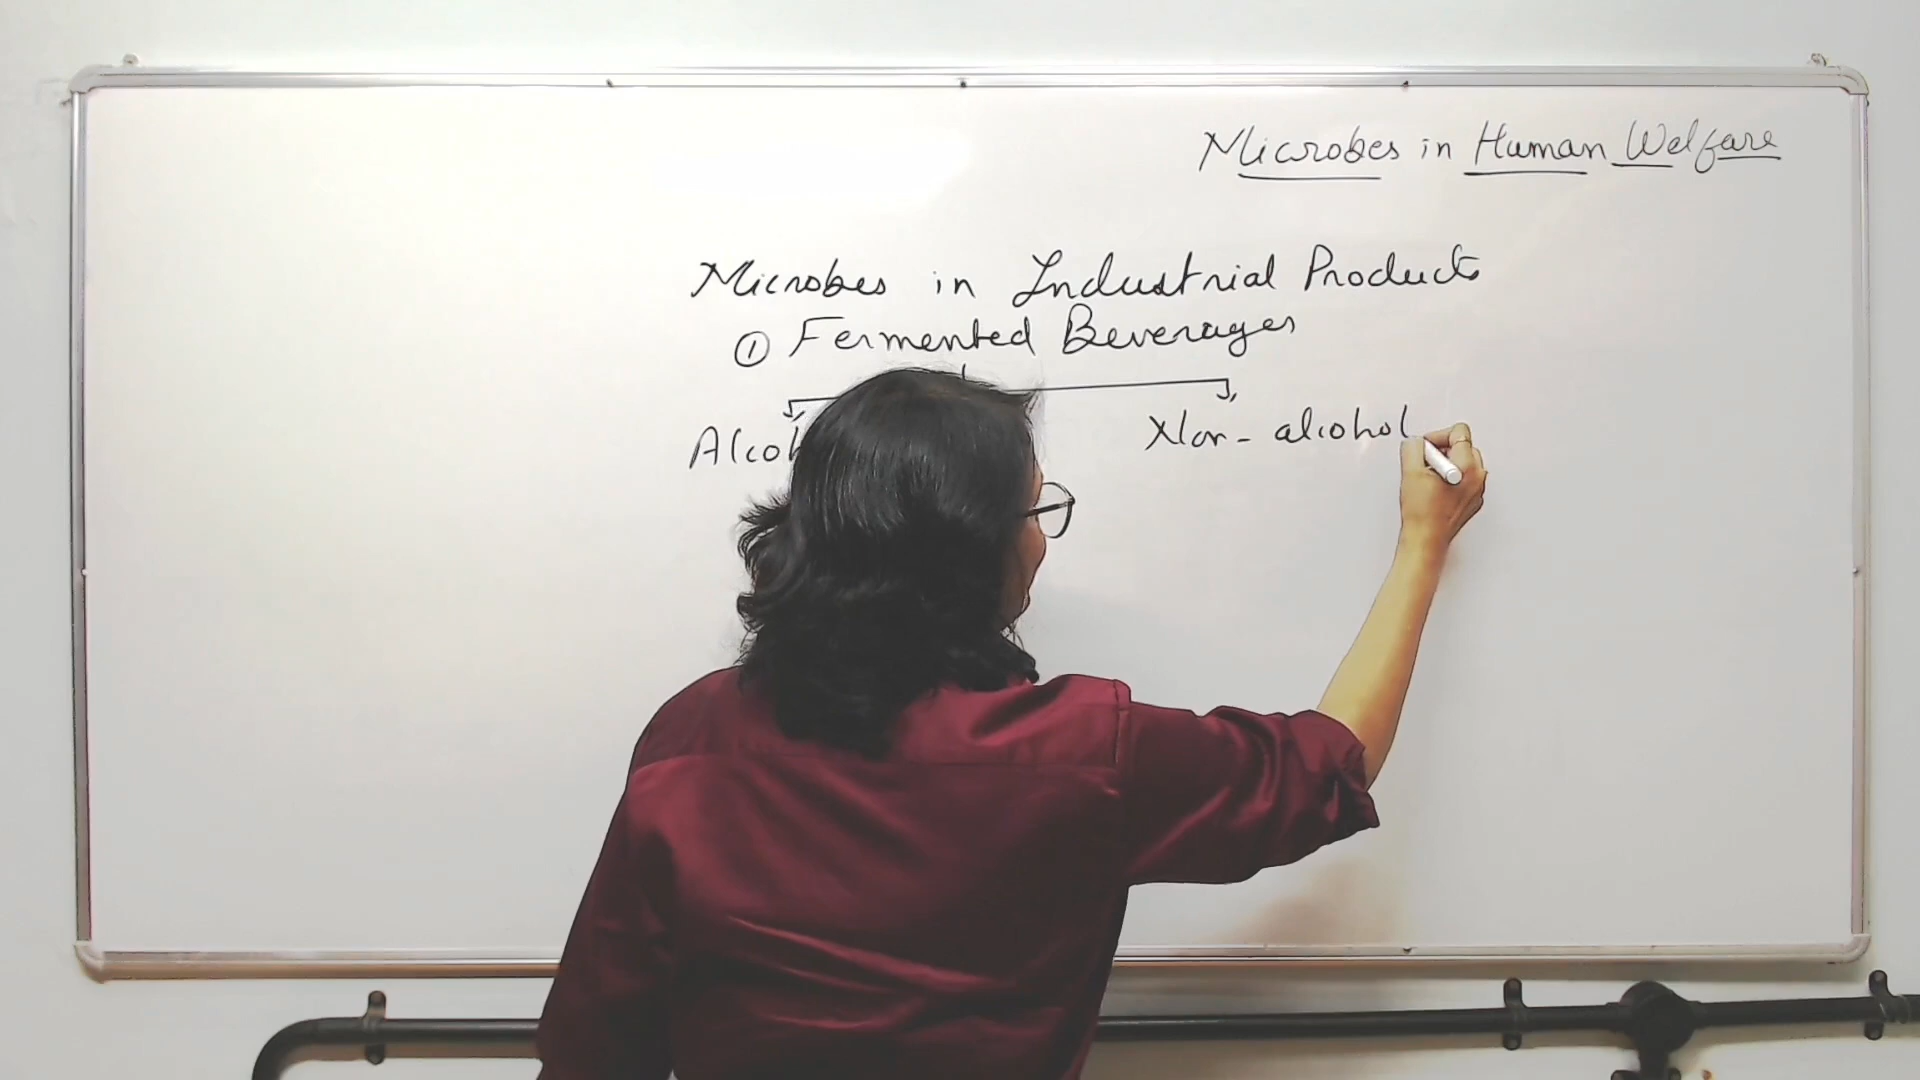 Microbes in Human Welfare
Microbes in Industrial Products
① Fermented Beverages
Alcoh Non-alcohol